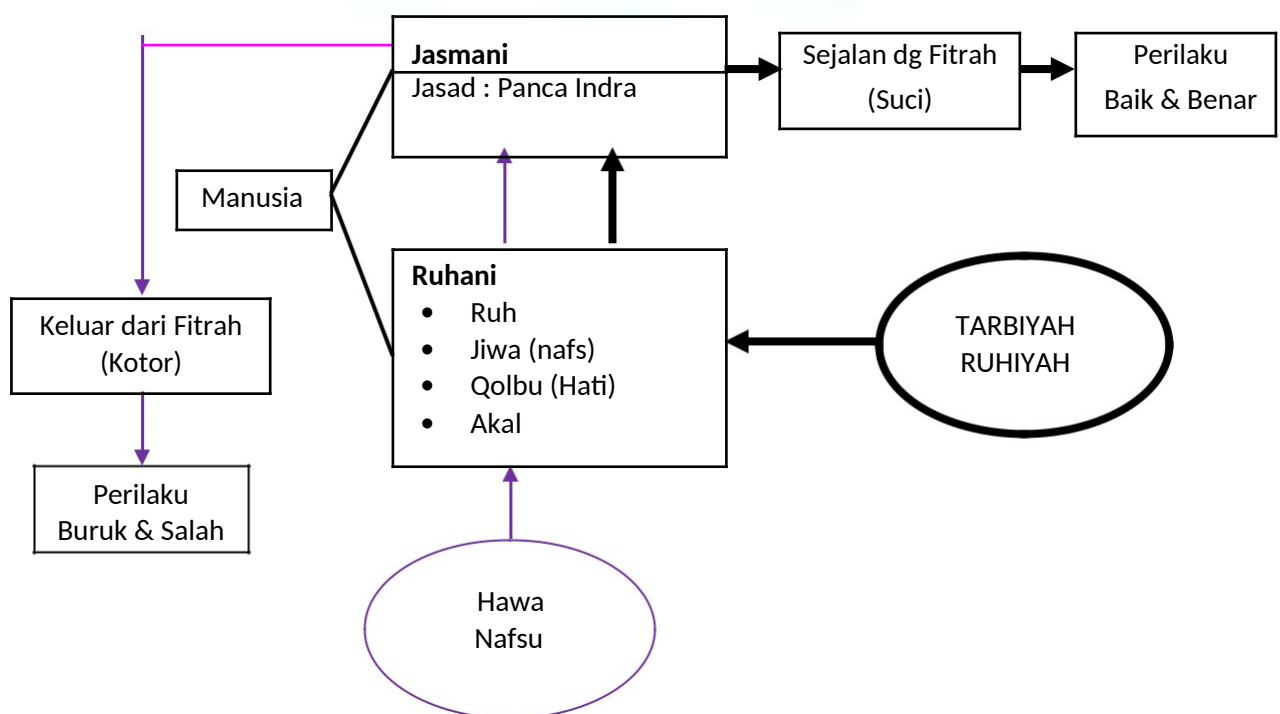 Jasmani
Jasad : Panca Indra
Sejalan dg Fitrah
(Suci)
Perilaku
Baik & Benar
Manusia
Ruhani
• Ruh
• Jiwa (nafs)
• Qolbu (Hati)
• Akal
TARBIYAH
RUHIYAH
Keluar dari Fitrah
(Kotor)
Perilaku
Buruk & Salah
Hawa
Nafsu